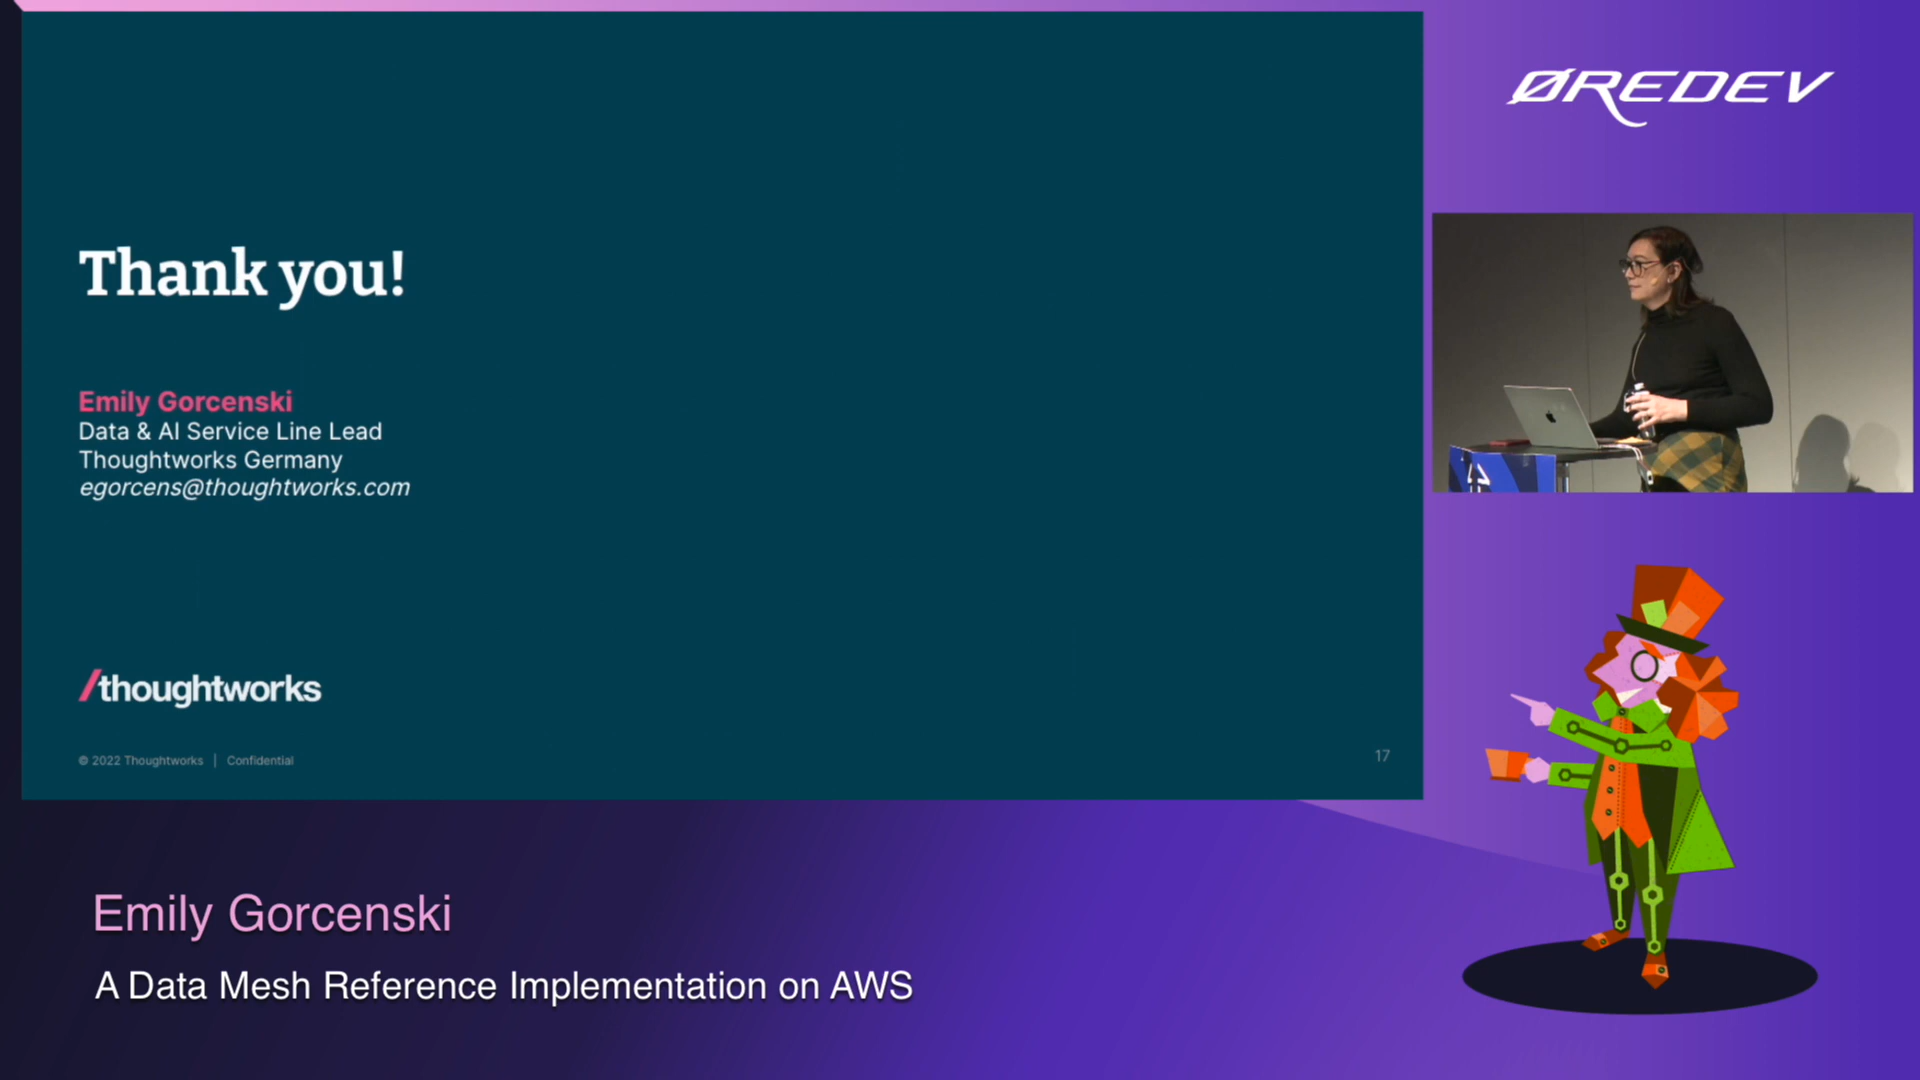 Thank you!
Emily Gorcenski
Data & AI Service Line Lead
Thoughtworks Germany
egorcens@thoughtworks.com
/thoughtworks
© 2022 Thoughtworks | Confidential
17
ØREDEV
Emily Gorcenski
A Data Mesh Reference Implementation on AWS